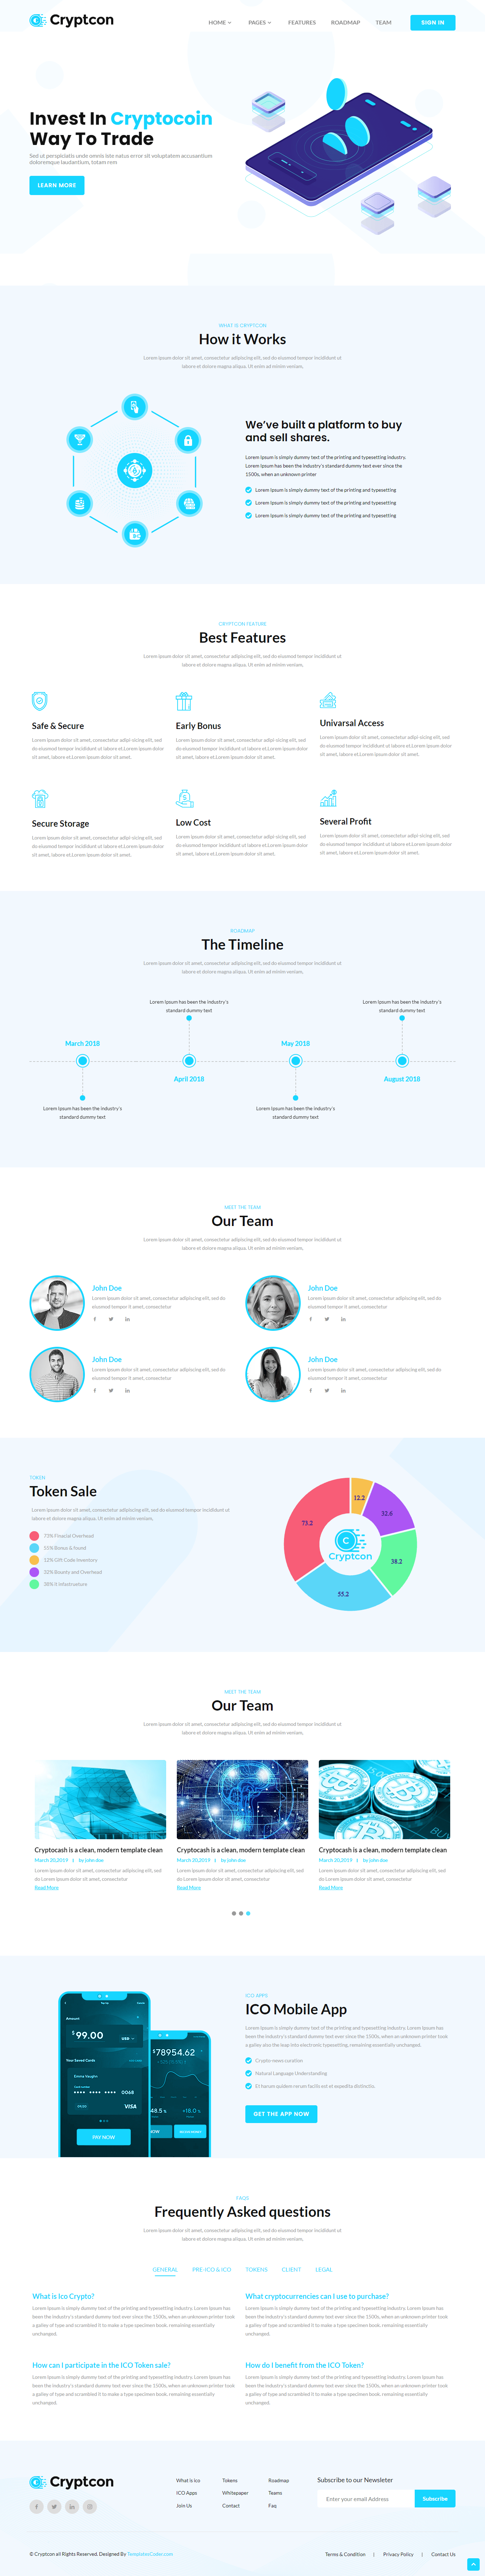 Cryptcon
HOME PAGES FEATURES ROADMAP TEAM SIGN IN
Invest In Cryptocoin
Way To Trade
Sed ut perspiciatis unde omnis iste natus error sit voluptatem accusantium
doloremque laudantium, totam rem
LEARN MORE
WHAT IS CRYPTCON
How it Works
Lorem ipsum dolor sit amet, consectetur adipiscing elit, sed do eiusmod tempor incididunt ut
labore et dolore magna aliqua. Ut enim ad minim veniam,
We've built a platform to buy
and sell shares.
Lorem Ipsum is simply dummy text of the printing and typesetting industry.
Lorem Ipsum has been the industry's standard dummy text ever since the
1500s, when an unknown printer
Lorem Ipsum is simply dummy text of the printing and typesetting
Lorem Ipsum is simply dummy text of the printing and typesetting
Lorem Ipsum is simply dummy text of the printing and typesetting
CRYPTCON FEATURE
Best Features
Lorem ipsum dolor sit amet, consectetur adipiscing elit, sed do eiusmod tempor incididunt ut
labore et dolore magna aliqua. Ut enim ad minim veniam,
Safe & Secure
Lorem ipsum dolor sit amet, consectetur adipi sicing elit, sed
do eiusmod tempor incididunt ut labore et.Lorem ipsum dolor
sit amet, labore et.Lorem ipsum dolor sit amet.
Early Bonus
Lorem ipsum dolor sit amet, consectetur adipi sicing elit, sed
do eiusmod tempor incididunt ut labore et.Lorem ipsum dolor
sit amet, labore et.Lorem ipsum dolor sit amet.
Univarsal Access
Lorem ipsum dolor sit amet, consectetur adipi sicing elit, sed
do eiusmod tempor incididunt ut labore et.Lorem ipsum dolor
sit amet, labore et.Lorem ipsum dolor sit amet.
Secure Storage
Lorem ipsum dolor sit amet, consectetur adipi sicing elit, sed
do eiusmod tempor incididunt ut labore et.Lorem ipsum dolor
sit amet, labore et.Lorem ipsum dolor sit amet.
Low Cost
Lorem ipsum dolor sit amet, consectetur adipi sicing elit, sed
do eiusmod tempor incididunt ut labore et.Lorem ipsum dolor
sit amet, labore et.Lorem ipsum dolor sit amet.
Several Profit
Lorem ipsum dolor sit amet, consectetur adipi sicing elit, sed
do eiusmod tempor incididunt ut labore et.Lorem ipsum dolor
sit amet, labore et.Lorem ipsum dolor sit amet.
ROADMAP
The Timeline
Lorem ipsum dolor sit amet, consectetur adipiscing elit, sed do eiusmod tempor incididunt ut
labore et dolore magna aliqua. Ut enim ad minim veniam,
March 2018
Lorem Ipsum has been the industry's
standard dummy text
Lorem Ipsum has been the industry's
standard dummy text
April 2018
May 2018
Lorem Ipsum has been the industry's
standard dummy text
Lorem Ipsum has been the industry's
standard dummy text
August 2018
MEET THE TEAM
Our Team
Lorem ipsum dolor sit amet, consectetur adipiscing elit, sed do eiusmod tempor incididunt ut
labore et dolore magna aliqua. Ut enim ad minim veniam,
John Doe
Lorem ipsum dolor sit amet, consectetur adipiscing elit, sed do
eiusmod tempor it amet, consectetur
John Doe
Lorem ipsum dolor sit amet, consectetur adipiscing elit, sed do
eiusmod tempor it amet, consectetur
John Doe
Lorem ipsum dolor sit amet, consectetur adipiscing elit, sed do
eiusmod tempor it amet, consectetur
John Doe
Lorem ipsum dolor sit amet, consectetur adipiscing elit, sed do
eiusmod tempor it amet, consectetur
TOKEN
Token Sale
Lorem ipsum dolor sit amet, consectetur adipiscing elit, sed do eiusmod tempor incididunt ut
labore et dolore magna aliqua. Ut enim ad minim veniam,
73% Finacial Overhead
55% Bonus & found
12% Gift Code Inventory
32% Bounty and Overhead
38% It Infastrueture
12.2
32.6
38.2
55.2
73.2
Cryptcon
MEET THE TEAM
Our Team
Lorem ipsum dolor sit amet, consectetur adipiscing elit, sed do eiusmod tempor incididunt ut
labore et dolore magna aliqua. Ut enim ad minim veniam,
Cryptocash is a clean, modern template clean
March 20,2019 | by john doe
Lorem ipsum dolor sit amet, consectetur adipiscing elit, sed
do Lorem ipsum dolor sit amet, consectetur
Read More
Cryptocash is a clean, modern template clean
March 20,2019 | by john doe
Lorem ipsum dolor sit amet, consectetur adipiscing elit, sed
do Lorem ipsum dolor sit amet, consectetur
Read More
Cryptocash is a clean, modern template clean
March 20,2019 | by john doe
Lorem ipsum dolor sit amet, consectetur adipiscing elit, sed
do Lorem ipsum dolor sit amet, consectetur
Read More
Amount
$99.00
USD
Your Saved Cards
Emma Vaughn
0068
VISA
PAY NOW
$78954.62
48.5 %
+18.0 %
ICO APPS
ICO Mobile App
Lorem Ipsum is simply dummy text of the printing and typesetting industry. Lorem Ipsum has
been the industry's standard dummy text ever since the 1500s, when an unknown printer took
a galley also the leap into electronic typesetting, remaining essentially unchanged.
Crypto-news curation
Natural Language Understanding
Et harum quidem rerum facilis est et expedita distinctio.
GET THE APP NOW
FAQS
Frequently Asked questions
Lorem ipsum dolor sit amet, consectetur adipiscing elit, sed do eiusmod tempor incididunt ut
labore et dolore magna aliqua. Ut enim ad minim veniam,
GENERAL PRE-ICO & ICO TOKENS CLIENT LEGAL
What is Ico Crypto?
Lorem Ipsum is simply dummy text of the printing and typesetting industry. Lorem Ipsum has
been the industry's standard dummy text ever since the 1500s, when an unknown printer took
a galley of type and scrambled it to make a type specimen book. remaining essentially
unchanged.
What cryptocurrencies can I use to purchase?
Lorem Ipsum is simply dummy text of the printing and typesetting industry. Lorem Ipsum has
been the industry's standard dummy text ever since the 1500s, when an unknown printer took
a galley of type and scrambled it to make a type specimen book. remaining essentially
unchanged.
How can I participate in the ICO Token sale?
Lorem Ipsum is simply dummy text of the printing and typesetting industry. Lorem Ipsum has
been the industry's standard dummy text ever since the 1500s, when an unknown printer took
a galley of type and scrambled it to make a type specimen book. remaining essentially
unchanged.
How do I benefit from the ICO Token?
Lorem Ipsum is simply dummy text of the printing and typesetting industry. Lorem Ipsum has
been the industry's standard dummy text ever since the 1500s, when an unknown printer took
a galley of type and scrambled it to make a type specimen book. remaining essentially
unchanged.
Cryptcon
What is ico
ICO Apps
Join Us
Tokens
Whitepaper
Contact
Roadmap
Teams
Faq
Subscribe to our Newsleter
Enter your email Address
Subscribe
© Cryptcon all Rights Reserved. Designed By TemplatesCoder.com
Terms & Condition | Privacy Policy | Contact Us